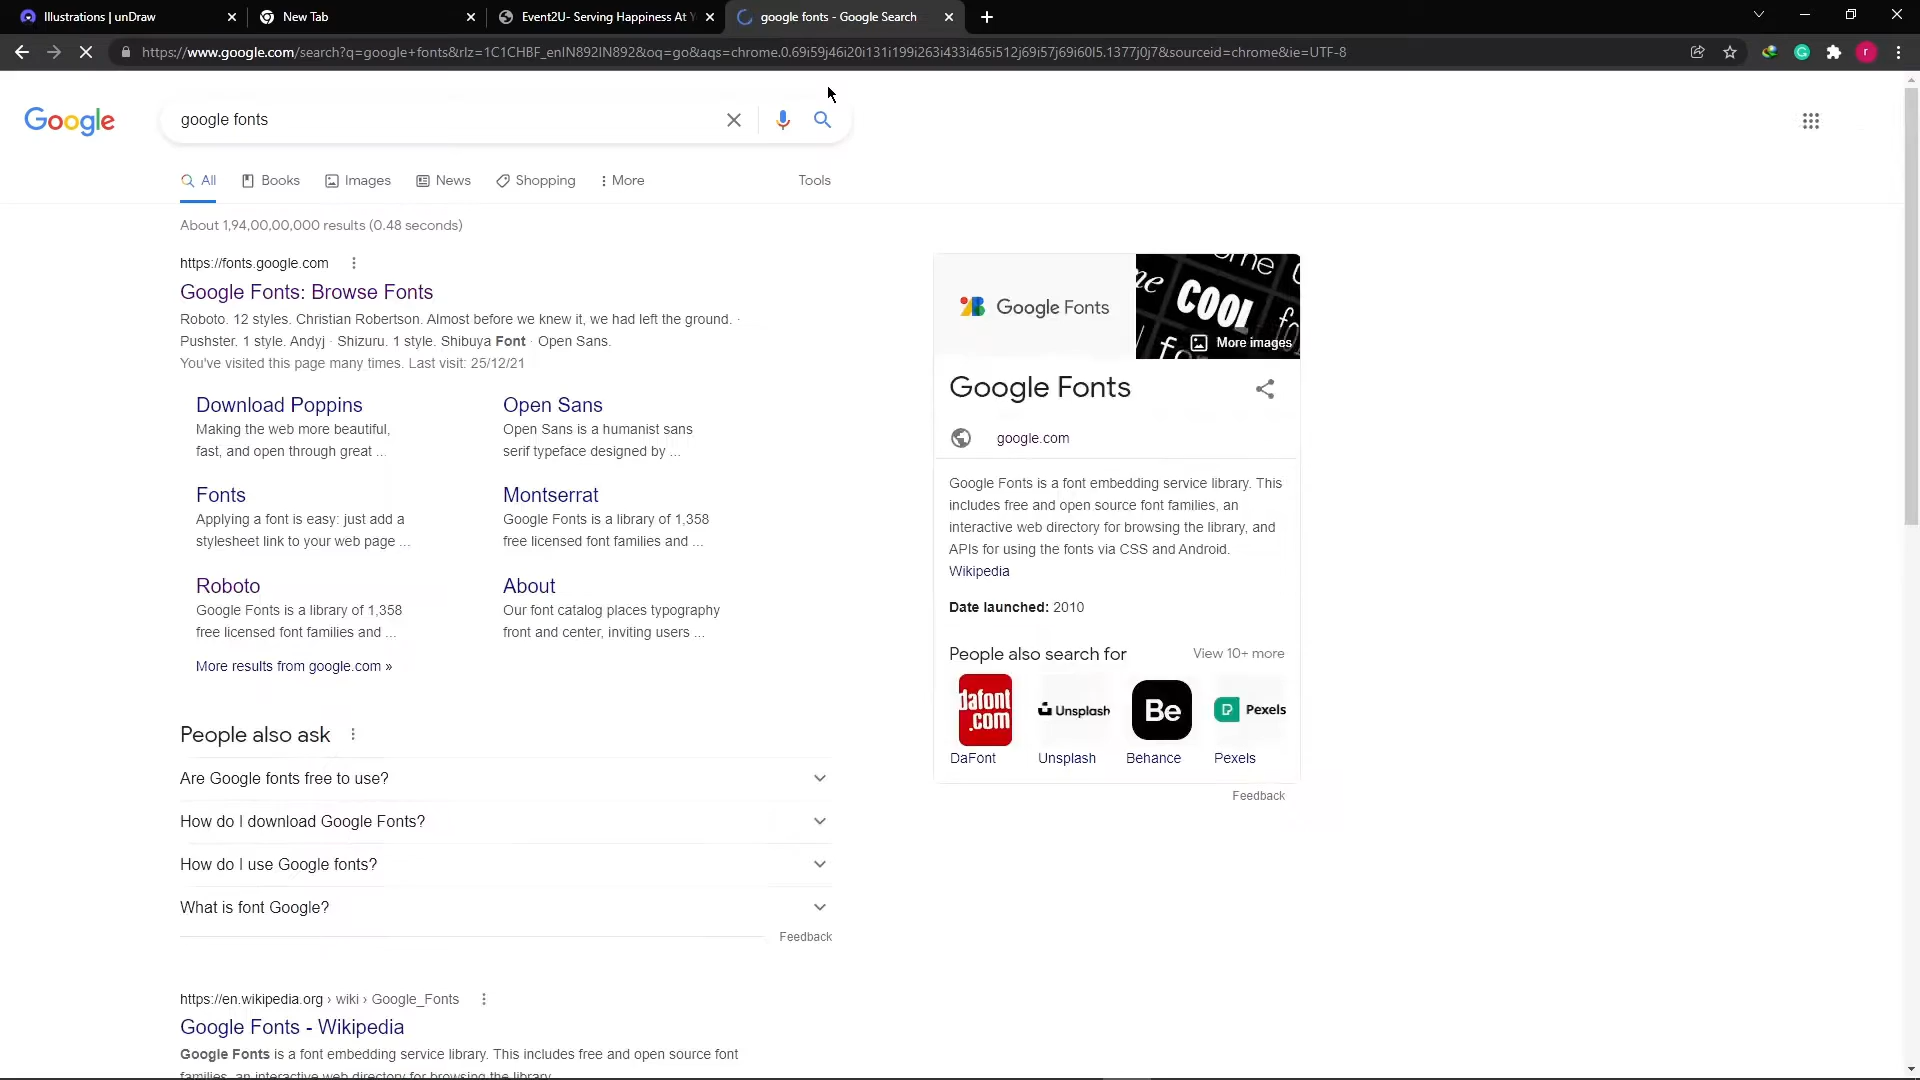 Illustrations | unDraw
New Tab
Event2U- Serving Happiness At Y
google fonts - Google Search
https://www.google.com/search?q=google+fonts&rlz=1C1CHBF_enIN892IN892&oq=go&aqs=chrome.0.69i59j46i20i131i199i263i433i465i512j69i57j69i60l5.1377j0j7&sourceid=chrome&ie=UTF-8
r
Google
google fonts
All
Books
Images
News
Shopping
More
Tools
About 1,94,00,00,000 results (0.48 seconds)
https://fonts.google.com
Google Fonts: Browse Fonts
Roboto. 12 styles. Christian Robertson. Almost before we knew it, we had left the ground. ·
Pushster. 1 style. Andyj · Shizuru. 1 style. Shibuya Font · Open Sans.
You've visited this page many times. Last visit: 25/12/21
Download Poppins
Making the web more beautiful,
fast, and open through great ...
Open Sans
Open Sans is a humanist sans
serif typeface designed by ...
Fonts
Applying a font is easy: just add a
stylesheet link to your web page ...
Montserrat
Google Fonts is a library of 1,358
free licensed font families and ...
Roboto
Google Fonts is a library of 1,358
free licensed font families and ...
About
Our font catalog places typography
front and center, inviting users ...
More results from google.com »
People also ask
Are Google fonts free to use?
How do I download Google Fonts?
How do I use Google fonts?
What is font Google?
Feedback
https://en.wikipedia.org › wiki › Google_Fonts
Google Fonts - Wikipedia
Google Fonts is a font embedding service library. This includes free and open source font
families, an interactive web directory for browsing the library
Google Fonts
COOL
More images
Google Fonts
google.com
Google Fonts is a font embedding service library. This
includes free and open source font families, an
interactive web directory for browsing the library, and
APIs for using the fonts via CSS and Android.
Wikipedia
Date launched: 2010
People also search for
View 10+ more
dafont
.com
Unsplash
Be
Pexels
DaFont
Unsplash
Behance
Pexels
Feedback